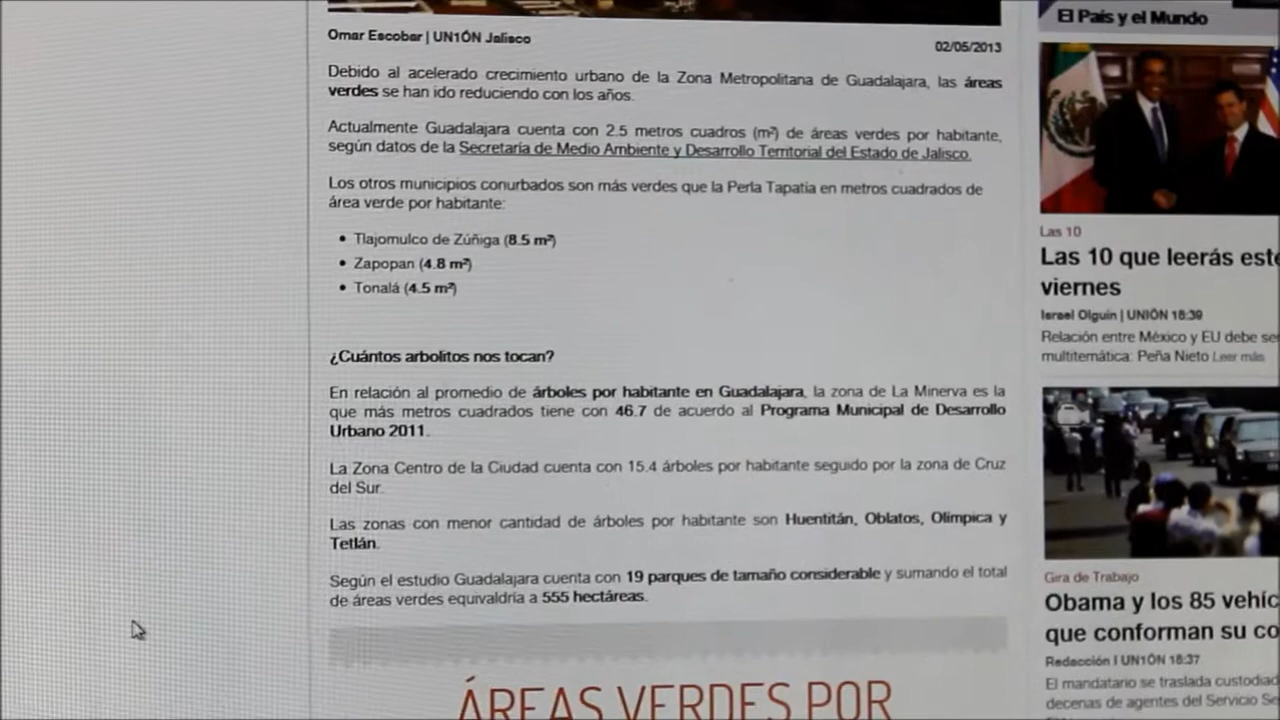 Omar Escobar | UN1ÓN Jalisco
02/05/2013
Debido al acelerado crecimiento urbano de la Zona Metropolitana de Guadalajara, las áreas
verdes se han ido reduciendo con los años.
Actualmente Guadalajara cuenta con 2.5 metros cuadros (m²) de áreas verdes por habitante,
según datos de la Secretaría de Medio Ambiente y Desarrollo Territorial del Estado de Jalisco.
Los otros municipios conurbados son más verdes que la Perla Tapatía en metros cuadrados de
área verde por habitante:
• Tlajomulco de Zúñiga (8.5 m²)
• Zapopan (4.8 m²)
• Tonalá (4.5 m²)
¿Cuántos arbolitos nos tocan?
En relación al promedio de árboles por habitante en Guadalajara, la zona de La Minerva es la
que más metros cuadrados tiene con 46.7 de acuerdo al Programa Municipal de Desarrollo
Urbano 2011.
La Zona Centro de la Ciudad cuenta con 15.4 árboles por habitante seguido por la zona de Cruz
del Sur.
Las zonas con menor cantidad de árboles por habitante son Huentitán, Oblatos, Olimpica y
Tetlán.
Según el estudio Guadalajara cuenta con 19 parques de tamaño considerable y sumando el total
de áreas verdes equivaldría a 555 hectáreas.
ÁREAS VERDES POR
El País y el Mundo
Las 10
Las 10 que leerás este
viernes
Israel Olguin | UNIÓN 18:39
Relación entre México y EU debe se
multitemática: Peña Nieto Leer más
Gira de Trabajo
Obama y los 85 vehíc
que conforman su co
Redacción | UN1ÓN 18:37
El mandatario se traslada custodiad
decenas de agentes del Servicio Se